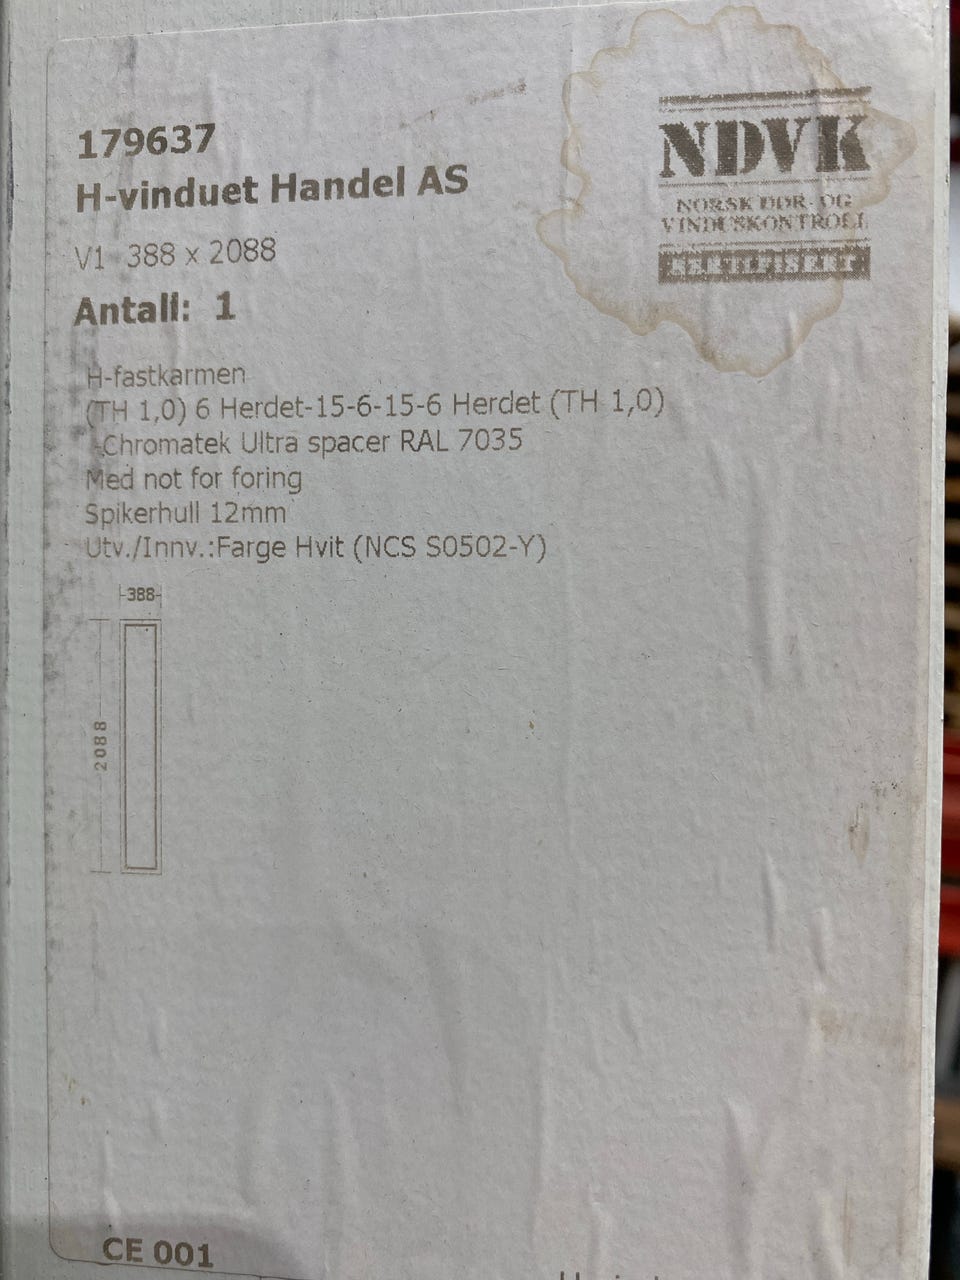 179637
H-vinduet Handel AS
V1 388 x 2088
Antall: 1
NDVK
NORSK DØR- OG
VINDUSKONTROLL
SERTIFISERT
H-fastkarmen
(TH 1,0) 6 Herdet-15-6-15-6 Herdet (TH 1,0)
-Chromatek Ultra spacer RAL 7035
Med not for foring
Spikerhull 12mm
Utv./Innv.:Farge Hvit (NCS S0502-Y)
388
2088
CE 001